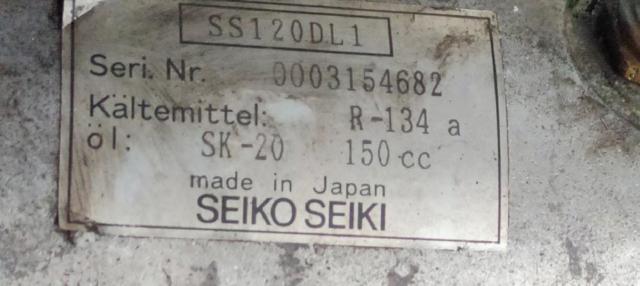 SS120DL1
Seri. Nr. 0003154682
Kältemittel: R-134 a
öl: SK-20 150 cc
made in Japan
SEIKO SEIKI